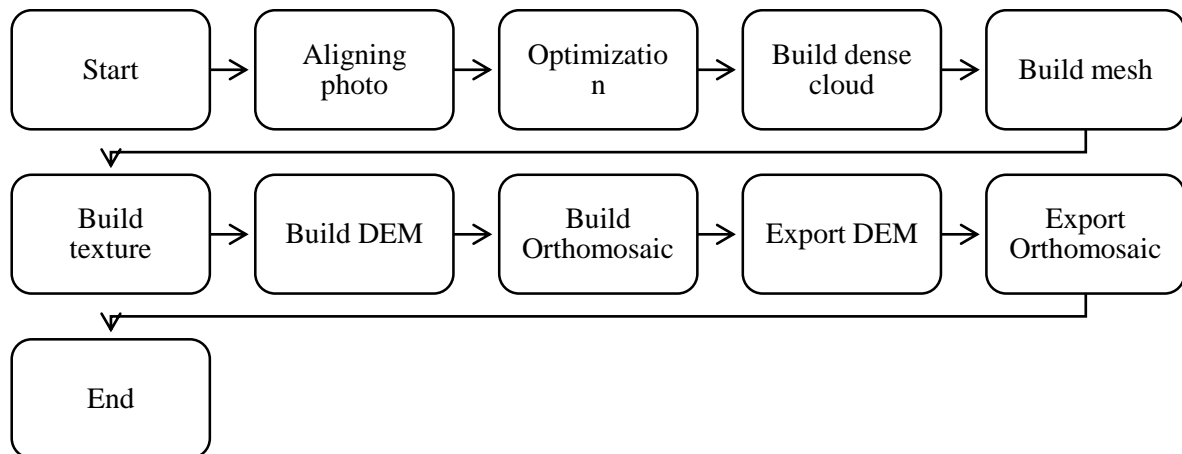 Start
Aligning
photo
Optimizatio
n
Build dense
cloud
Build mesh
Build
texture
Build DEM
Build
Orthomosaic
Export DEM
Export
Orthomosaic
End